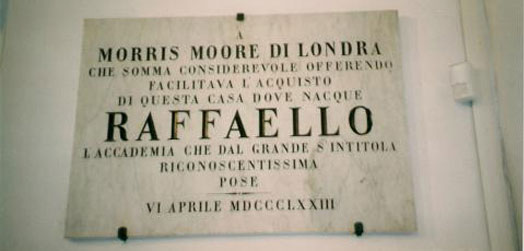 A
MORRIS MOORE DI LONDRA
CHE SOMMA CONSIDEREVOLE OFFERENDO
FACILITAVA L'ACQUISTO
DI QUESTA CASA DOVE NACQUE
RAFFAELLO
L'ACCADEMIA CHE DAL GRANDE S'INTITOLA
RICONOSCENTISSIMA
POSE
VI APRILE MDCCCLXXIII